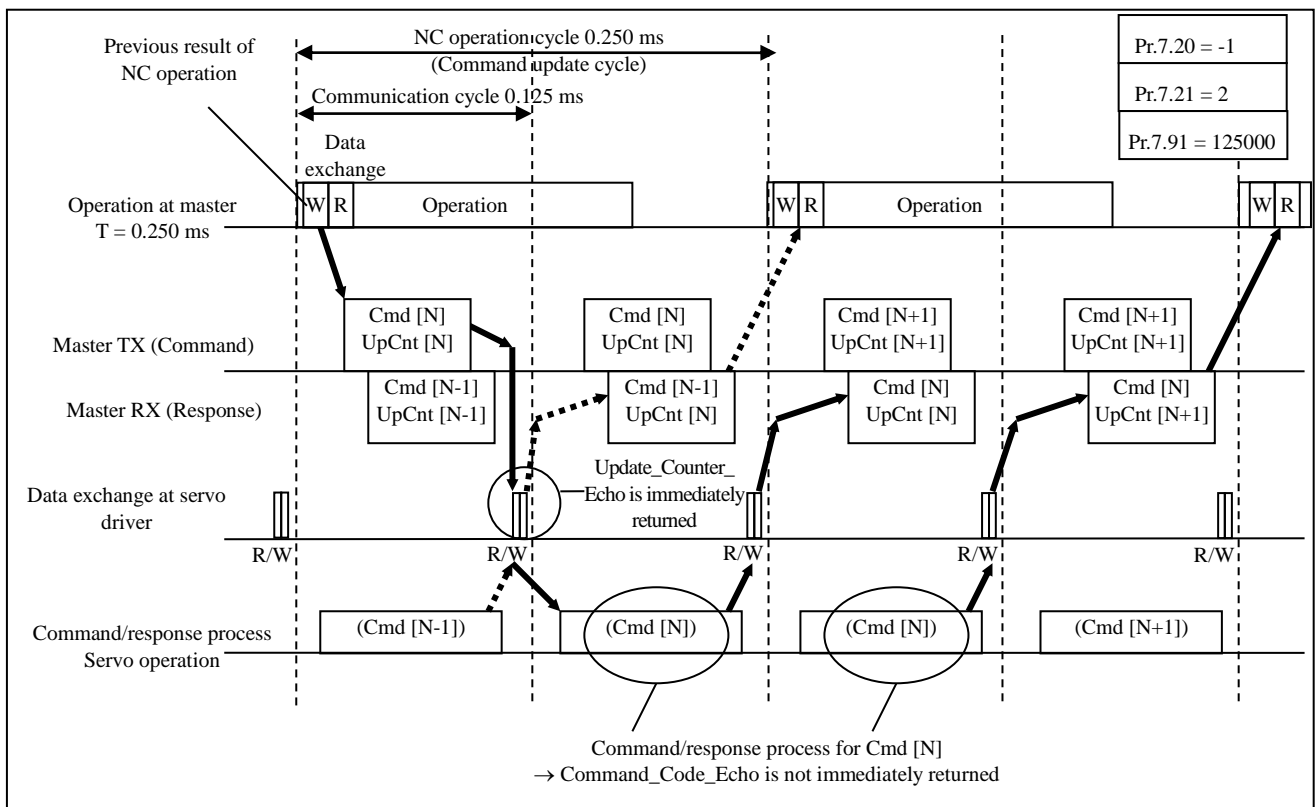 Previous result of
NC operation
NC operation cycle 0.250 ms
(Command update cycle)
Communication cycle 0.125 ms
Pr.7.20 = -1
Pr.7.21 = 2
Pr.7.91 = 125000
Data
exchange
Operation at master
T = 0.250 ms
W R Operation W R Operation W R
Master TX (Command)
Cmd [N]
UpCnt [N]
Cmd [N]
UpCnt [N]
Cmd [N+1]
UpCnt [N+1]
Cmd [N+1]
UpCnt [N+1]
Master RX (Response)
Cmd [N-1]
UpCnt [N-1]
Cmd [N-1]
UpCnt [N]
Cmd [N]
UpCnt [N]
Cmd [N]
UpCnt [N+1]
Data exchange at servo
driver
Update_Counter_
Echo is immediately
returned
R/W R/W R/W R/W R/W
Command/response process
Servo operation
(Cmd [N-1]) (Cmd [N]) (Cmd [N]) (Cmd [N+1])
Command/response process for Cmd [N]
→ Command_Code_Echo is not immediately returned